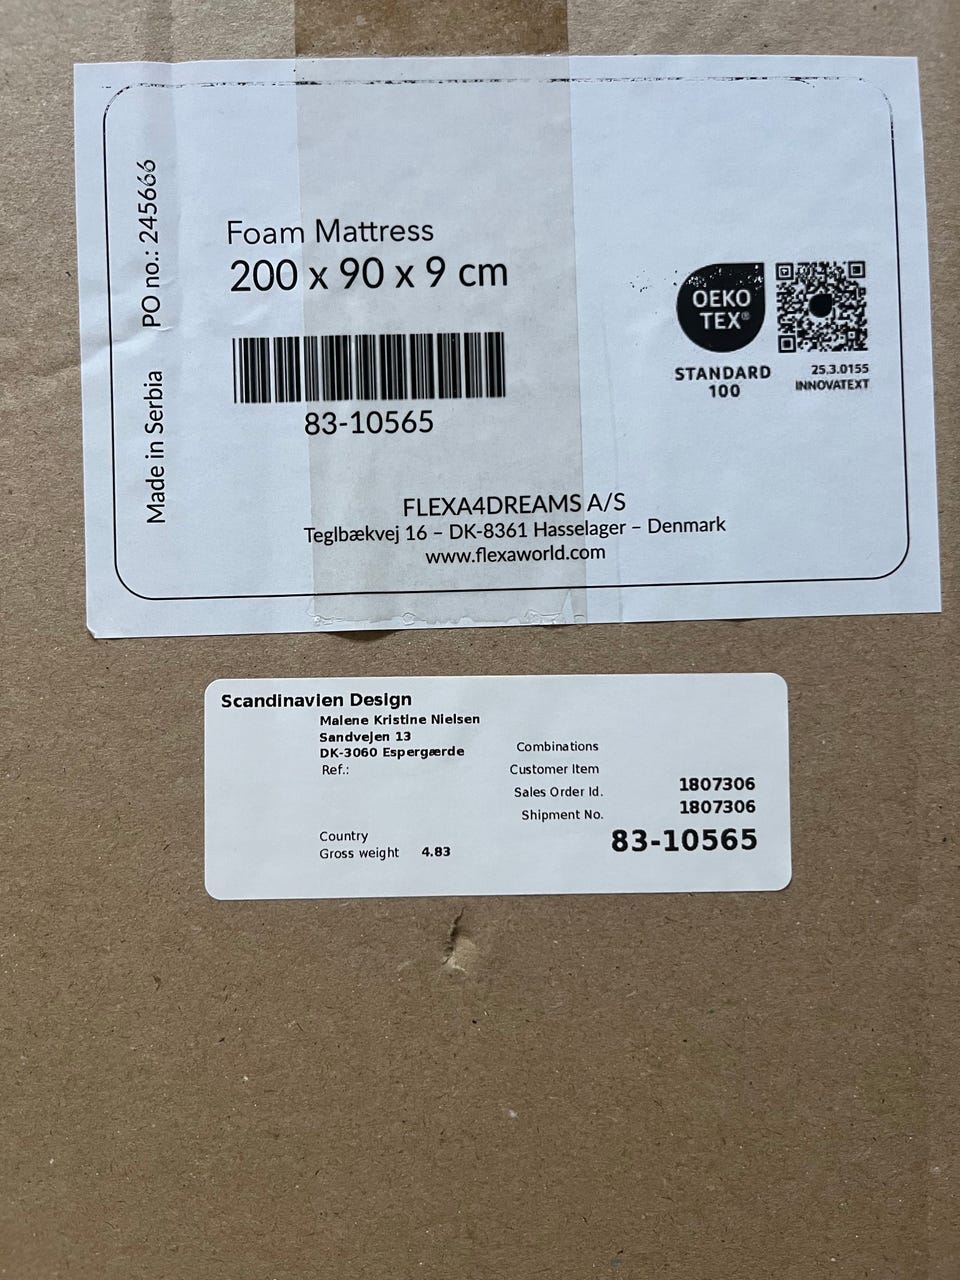 Made in Serbia PO no.: 245666
Foam Mattress
200 x 90 x 9 cm
83-10565
OEKO
TEX®
STANDARD
100
25.3.0155
INNOVATEXT
FLEXA4DREAMS A/S
Teglbækvej 16 – DK-8361 Hasselager – Denmark
www.flexaworld.com
Scandinavien Design
Malene Kristine Nielsen
Sandvejen 13
DK-3060 Espergærde
Ref.:
Combinations
Customer Item
Sales Order Id. 1807306
Shipment No. 1807306
83-10565
Country
Gross weight 4.83